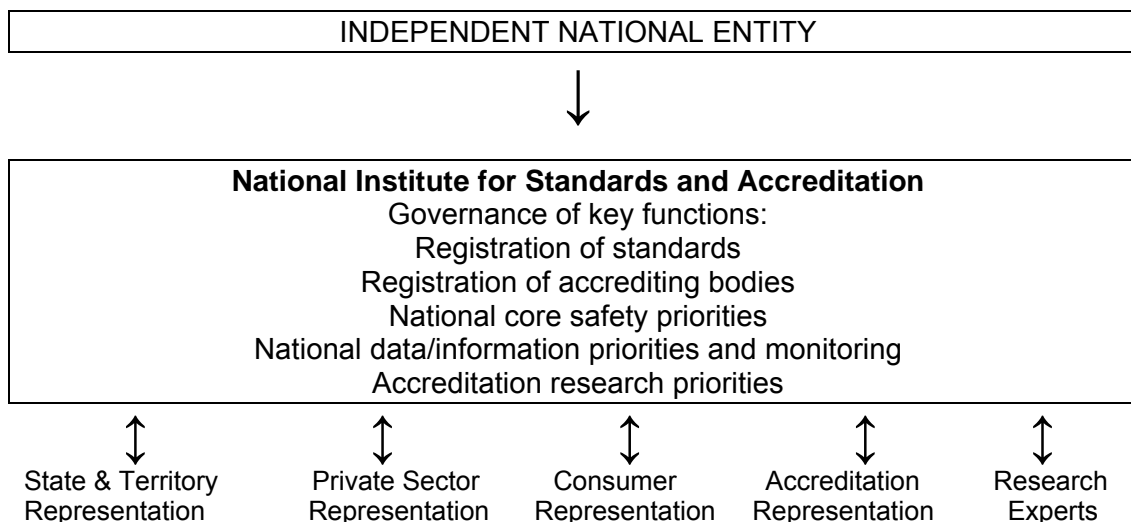 INDEPENDENT NATIONAL ENTITY
National Institute for Standards and Accreditation
Governance of key functions:
Registration of standards
Registration of accrediting bodies
National core safety priorities
National data/information priorities and monitoring
Accreditation research priorities
State & Territory
Representation
Private Sector
Representation
Consumer
Representation
Accreditation
Representation
Research
Experts